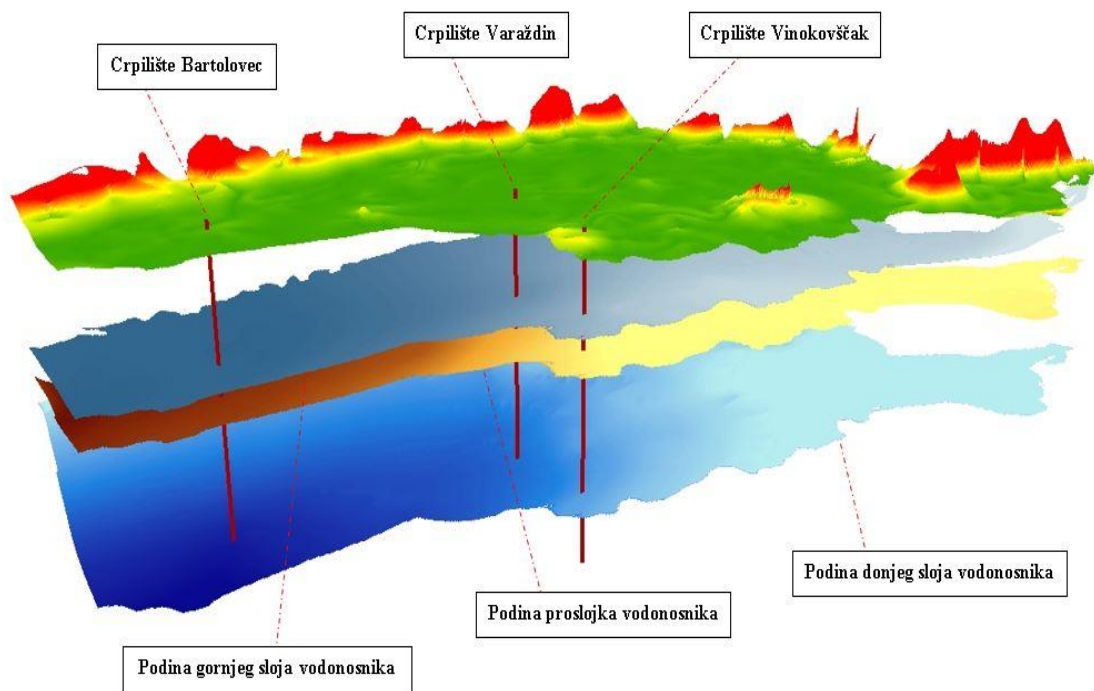 Crpilište Bartolovec
Crpilište Varaždin
Crpilište Vinokovščak
Podina donjeg sloja vodonosnika
Podina proslojka vodonosnika
Podina gornjeg sloja vodonosnika